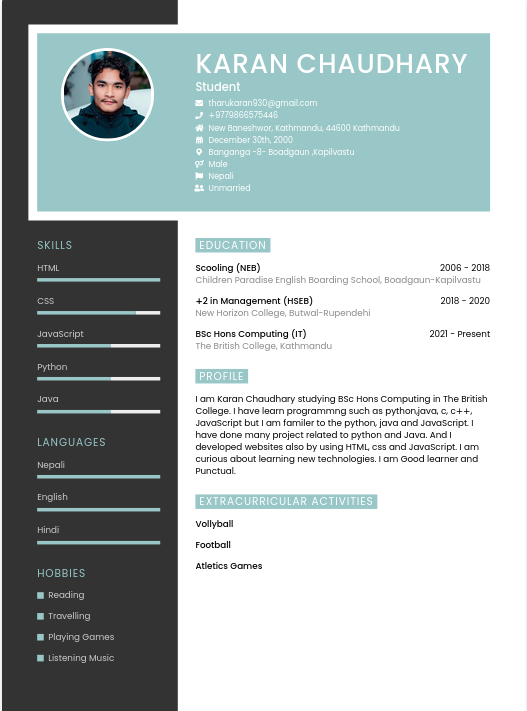 KARAN CHAUDHARY
Student
tharukaran930@gmail.com
+9779866575446
New Baneshwor, Kathmandu, 44600 Kathmandu
December 30th, 2000
Banganga -8- Boadgaun ,Kapilvastu
Male
Nepali
Unmarried
SKILLS
HTML
CSS
JavaScript
Python
Java
LANGUAGES
Nepali
English
Hindi
HOBBIES
Reading
Travelling
Playing Games
Listening Music
EDUCATION
Scooling (NEB) 2006 - 2018
Children Paradise English Boarding School, Boadgaun-Kapilvastu
+2 in Management (HSEB) 2018 - 2020
New Horizon College, Butwal-Rupendehi
BSc Hons Computing (IT) 2021 - Present
The British College, Kathmandu
PROFILE
I am Karan Chaudhary studying BSc Hons Computing in The British
College. I have learn programmng such as python,java, c, c++,
JavaScript but I am familer to the python, java and JavaScript. I
have done many project related to python and Java. And I
developed websites also by using HTML, css and JavaScript. I am
curious about learning new technologies. I am Good learner and
Punctual.
EXTRACURRICULAR ACTIVITIES
Vollyball
Football
Atletics Games